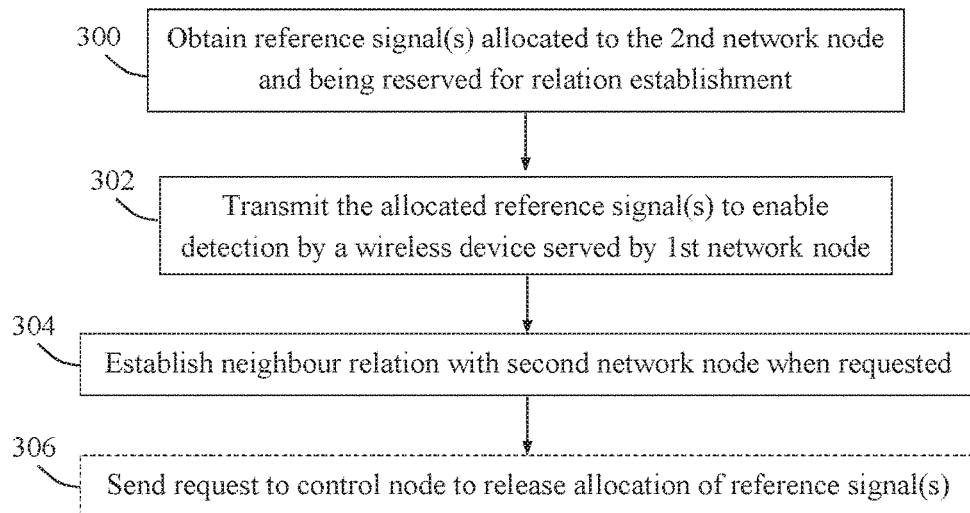 300
Obtain reference signal(s) allocated to the 2nd network node
and being reserved for relation establishment
302
Transmit the allocated reference signal(s) to enable
detection by a wireless device served by 1st network node
304
Establish neighbour relation with second network node when requested
306
Send request to control node to release allocation of reference signal(s)